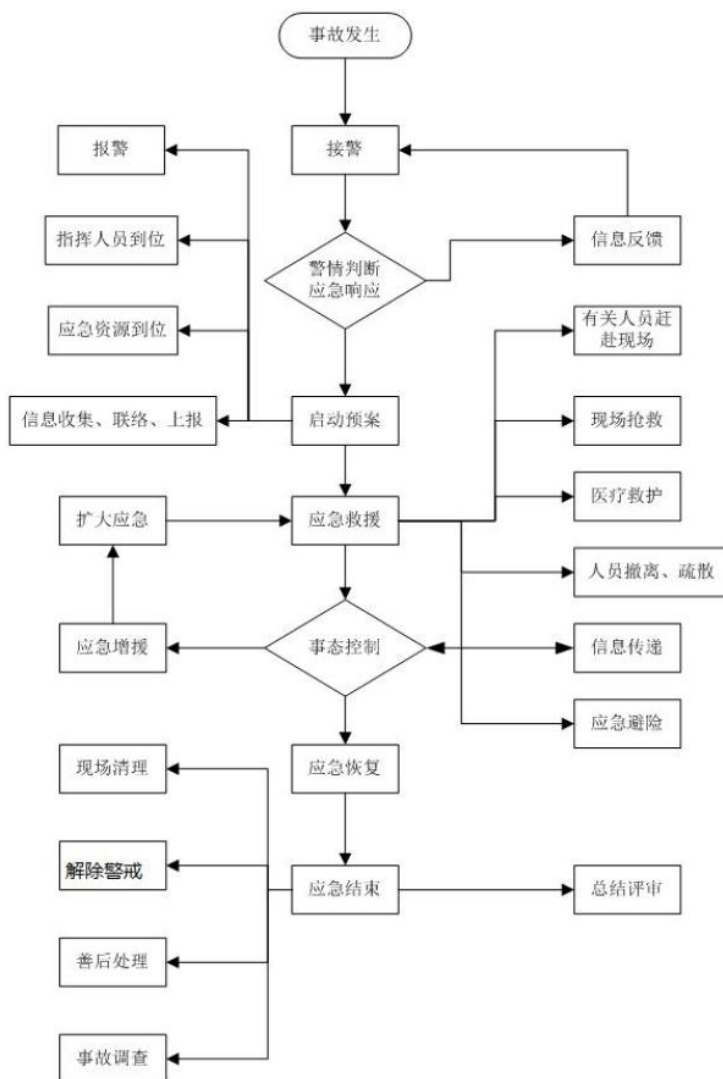 事故发生
报警
接警
指挥人员到位
警情判断
应急响应
信息反馈
应急资源到位
有关人员赶
赴现场
信息收集、联络、上报
启动预案
现场抢救
扩大应急
应急救援
医疗救护
人员撤离、疏散
应急增援
事态控制
信息传递
应急避险
现场清理
应急恢复
解除警戒
应急结束
总结评审
善后处理
事故调查